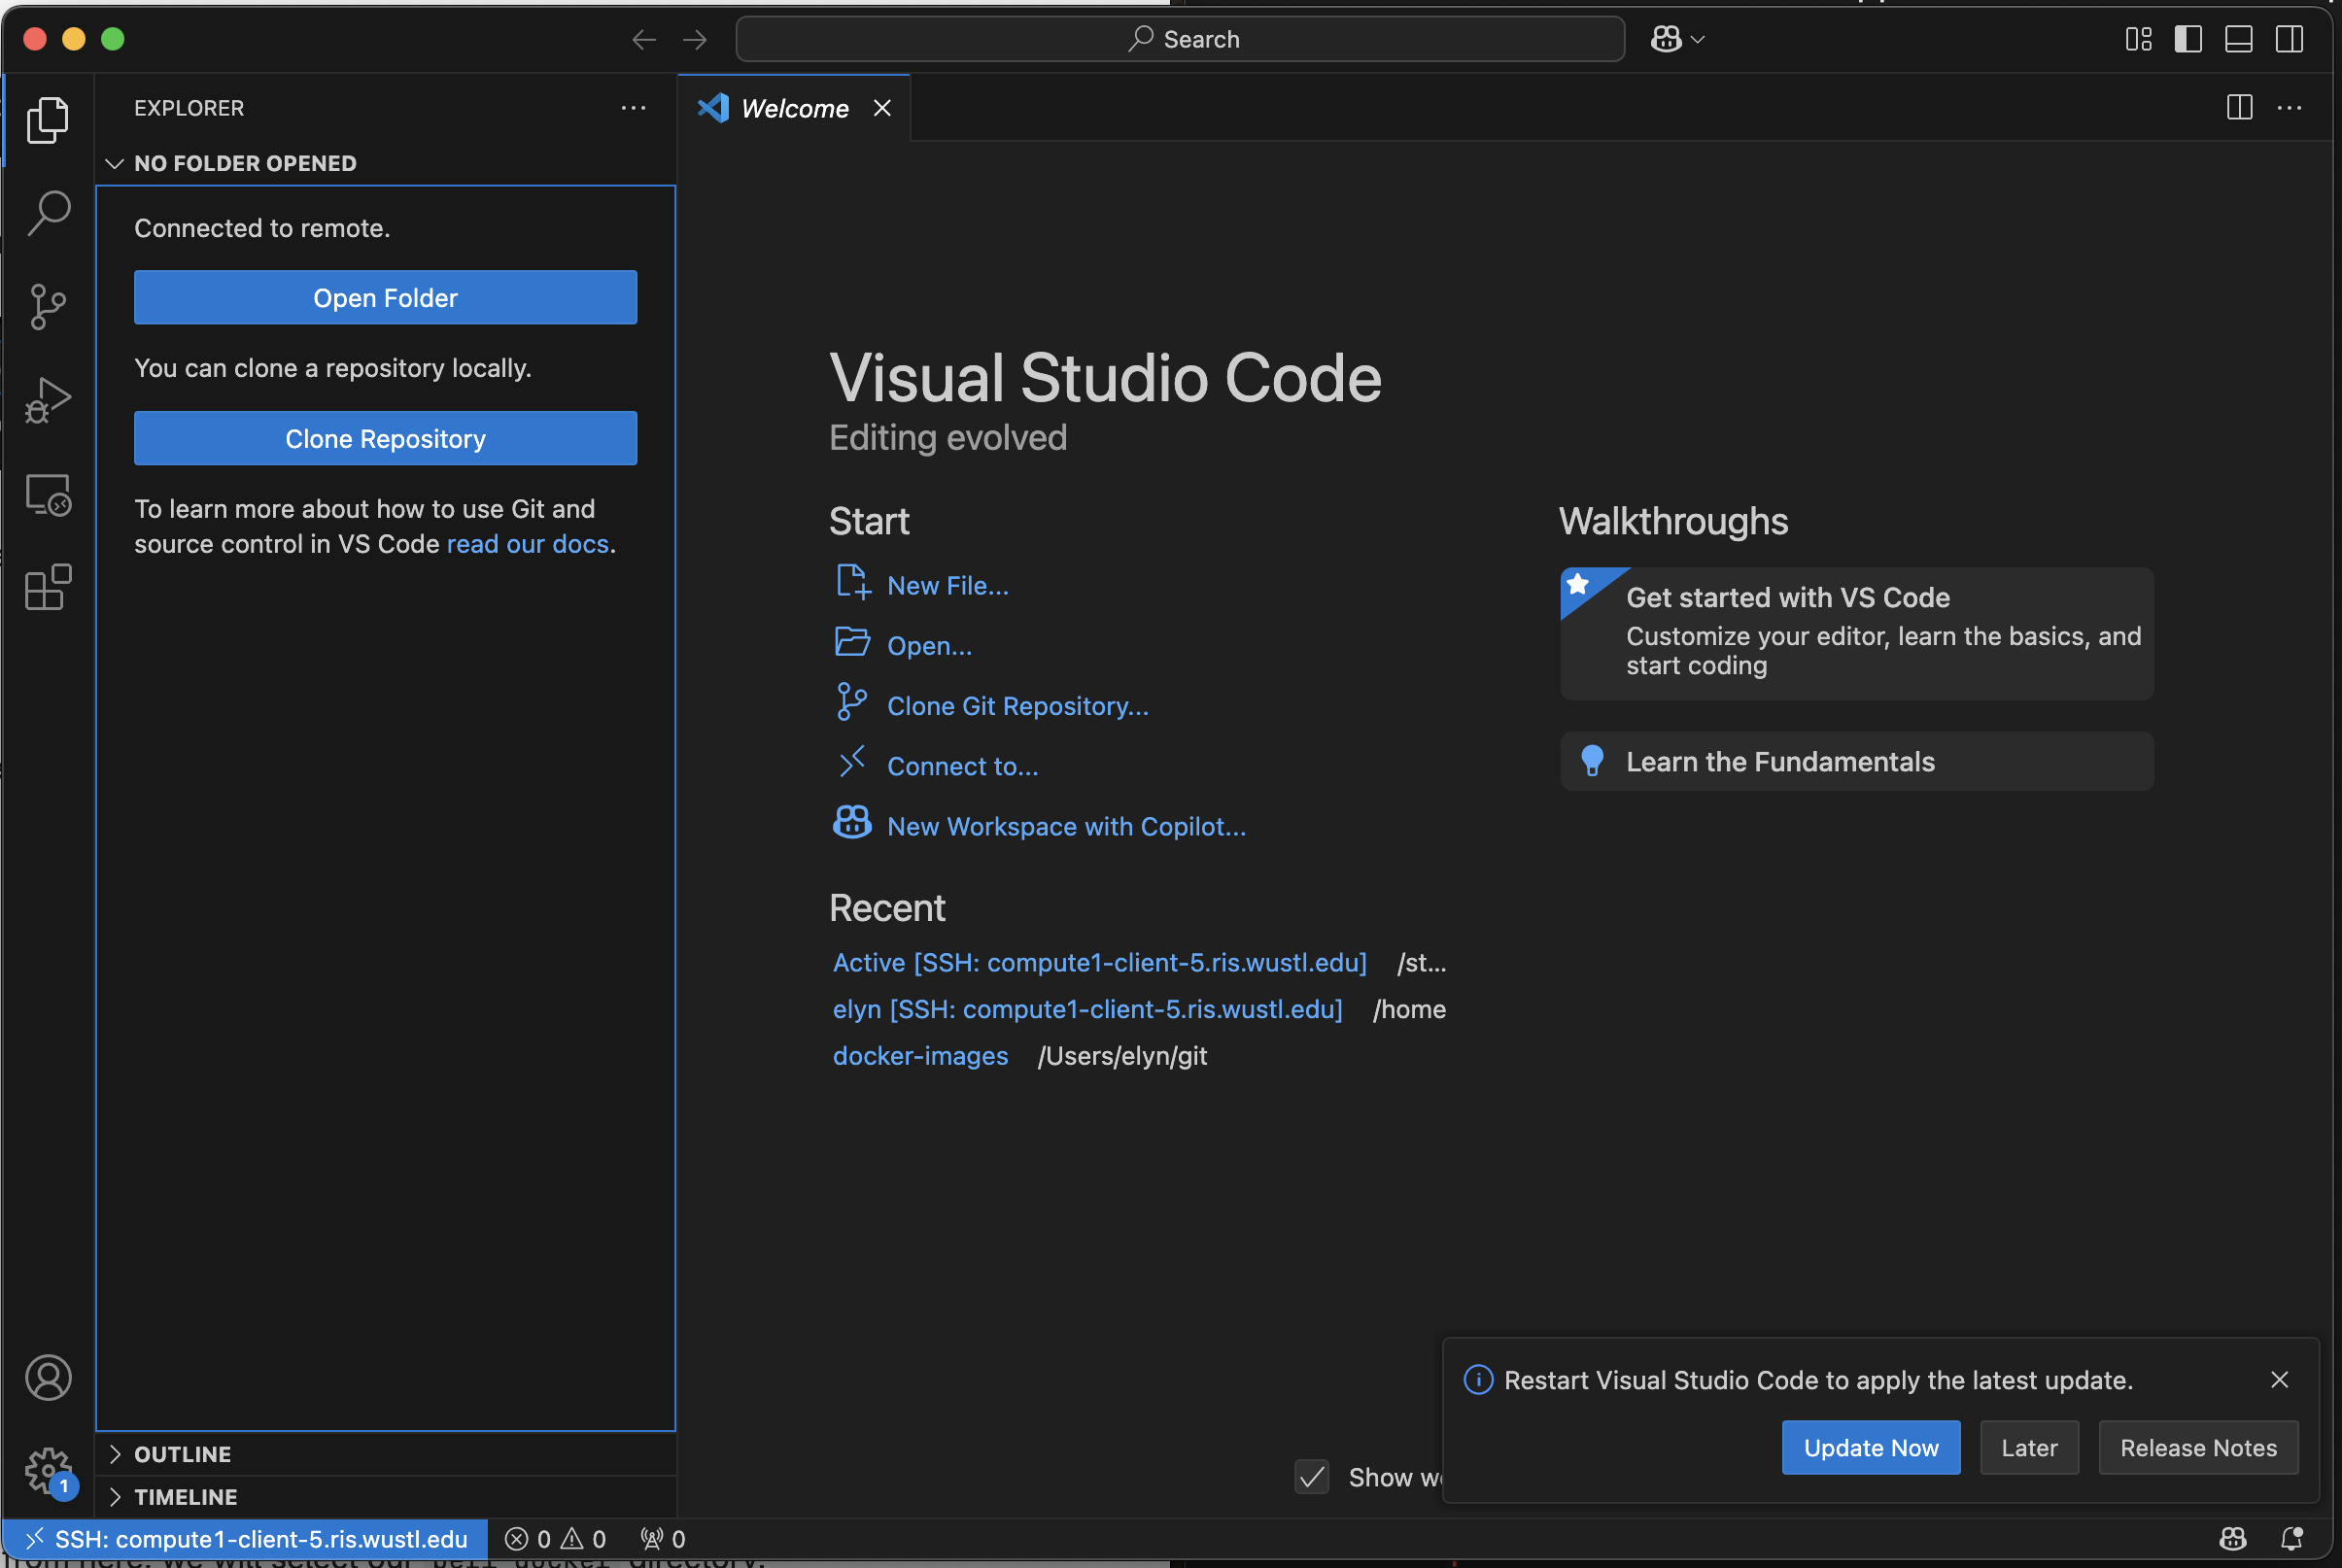 Search
EXPLORER
Welcome
NO FOLDER OPENED
Connected to remote.
Open Folder
You can clone a repository locally.
Clone Repository
To learn more about how to use Git and
source control in VS Code read our docs.
Visual Studio Code
Editing evolved
Start
New File...
Open...
Clone Git Repository...
Connect to...
New Workspace with Copilot...
Walkthroughs
Get started with VS Code
Customize your editor, learn the basics, and
start coding
Learn the Fundamentals
Recent
Active [SSH: compute1-client-5.ris.wustl.edu] /st...
elyn [SSH: compute1-client-5.ris.wustl.edu] /home
docker-images /Users/elyn/git
Restart Visual Studio Code to apply the latest update.
Update Now
Later
Release Notes
Show
OUTLINE
1
TIMELINE
SSH: compute1-client-5.ris.wustl.edu 0 0 0